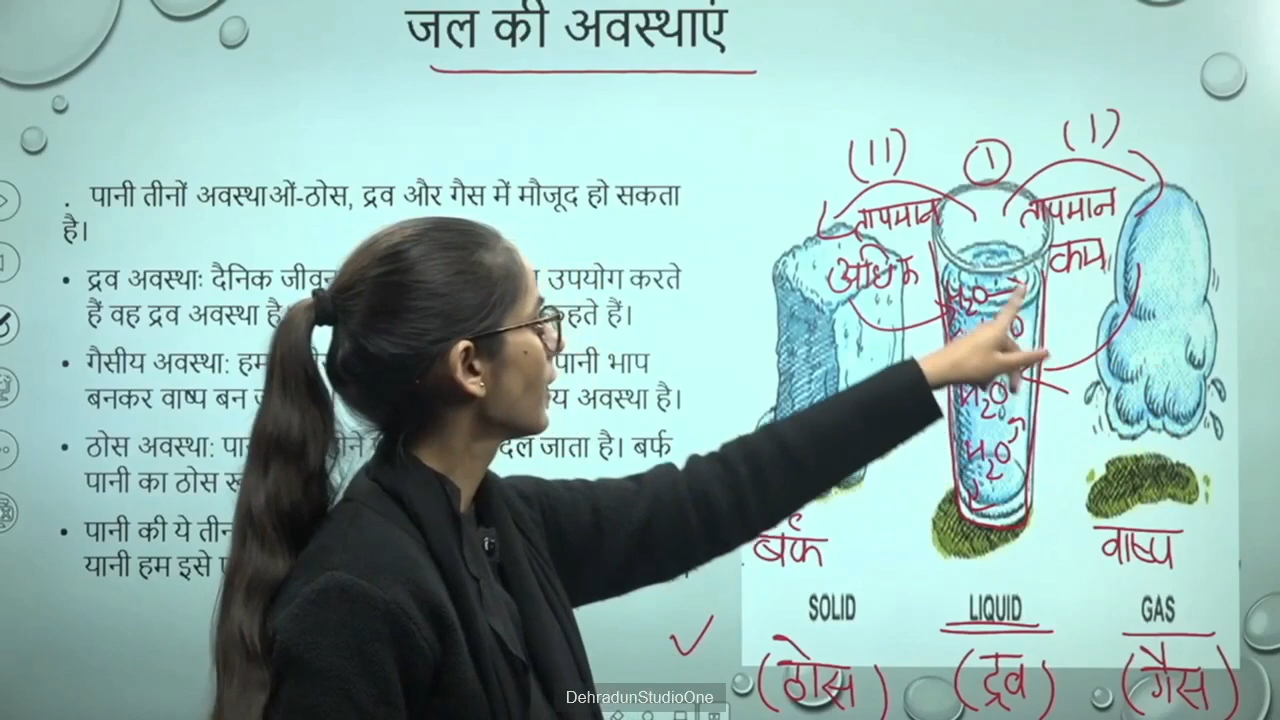 जल की अवस्थाएं
. पानी तीनों अवस्थाओं-ठोस, द्रव और गैस में मौजूद हो सकता
है।
• द्रव अवस्थाः दैनिक जीवन उपयोग करते
हैं वह द्रव अवस्था है हते हैं।
• गैसीय अवस्था: हम पानी भाप
बनकर वाष्प बन य अवस्था है।
• ठोस अवस्था: पा दल जाता है। बर्फ
पानी का ठोस
• पानी की ये तीन
यानी हम इसे
(11) (1) (1)
तापमान तापमान
अधिक कम
H2O
H2O
H2O
बर्फ वाष्प
SOLID LIQUID GAS
(ठोस) (द्रव) (गैस)
DehradunStudioOne